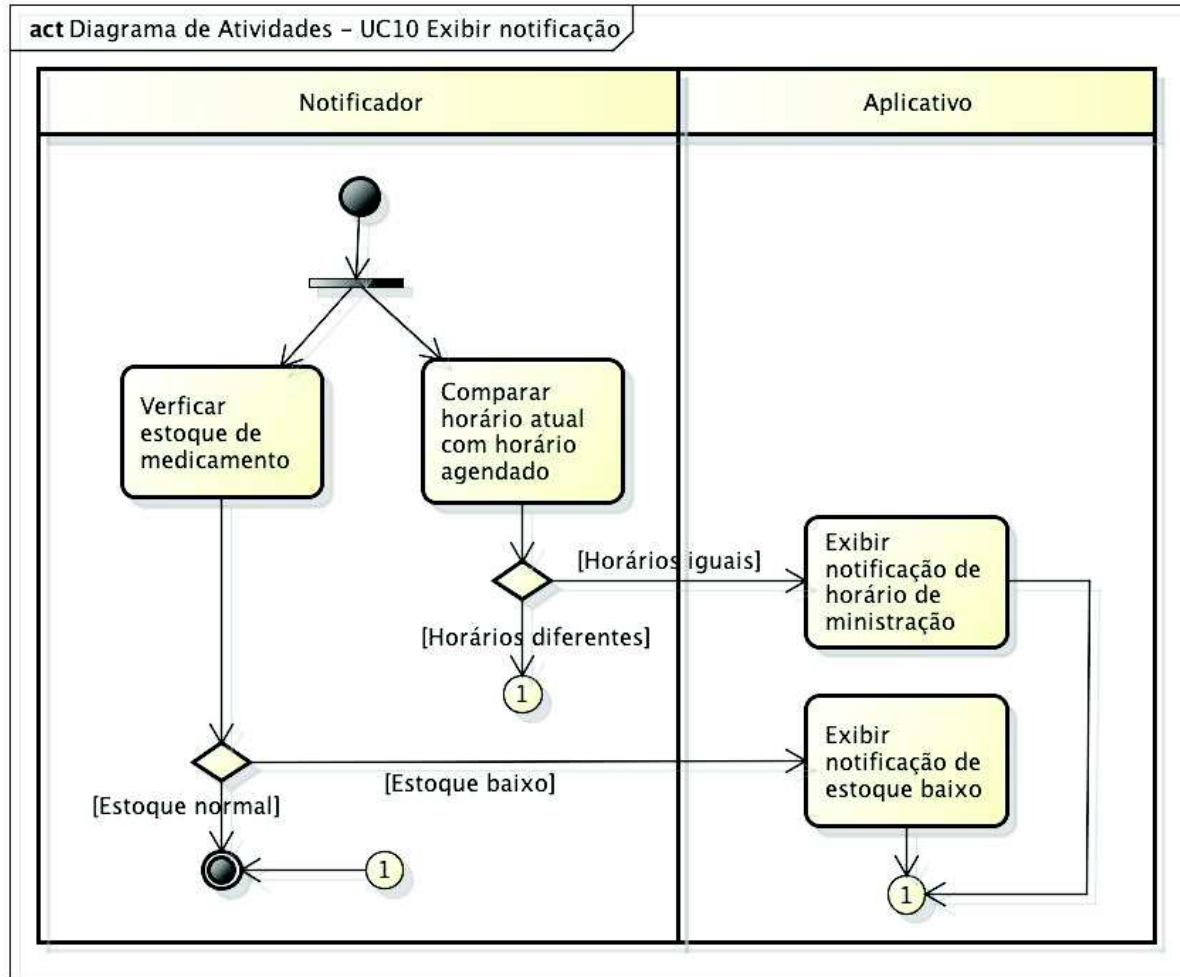 act Diagrama de Atividades – UC10 Exibir notificação
Notificador
Aplicativo
Verficar
estoque de
medicamento
Comparar
horário atual
com horário
agendado
[Horários iguais]
Exibir
notificação de
horário de
ministração
[Horários diferentes]
1
Exibir
notificação de
estoque baixo
[Estoque baixo]
[Estoque normal]
1
1